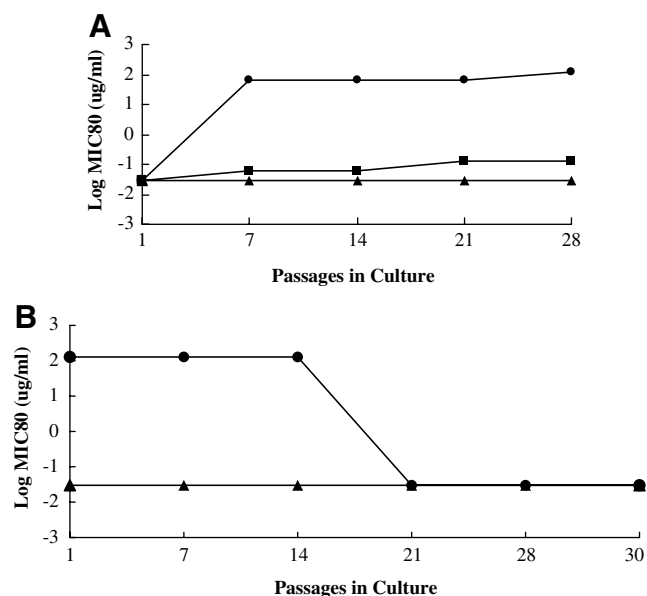 A
Log MIC80 (ug/ml)
3
2
1
0
-1
-2
-3
1 7 14 21 28
Passages in Culture
B
Log MIC80 (ug/ml)
3
2
1
0
-1
-2
-3
1 7 14 21 28 30
Passages in Culture